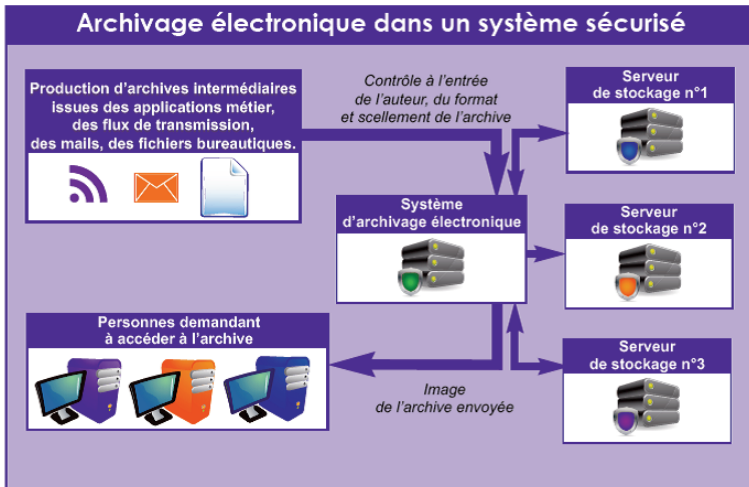 Archivage électronique dans un système sécurisé
Production d'archives intermédiaires
issues des applications métier,
des flux de transmission,
des mails, des fichiers bureautiques.
Contrôle à l'entrée
de l'auteur, du format
et scellement de l'archive
Serveur
de stockage n°1
Système
d'archivage électronique
Serveur
de stockage n°2
Personnes demandant
à accéder à l'archive
Image
de l'archive envoyée
Serveur
de stockage n°3